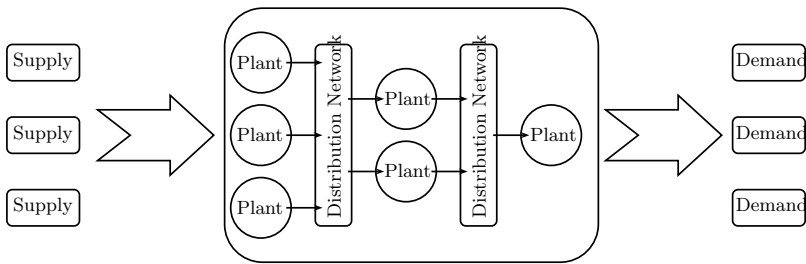 Supply
Supply
Supply
Plant
Plant
Plant
Distribution Network
Plant
Plant
Distribution Network
Plant
Demand
Demand
Demand